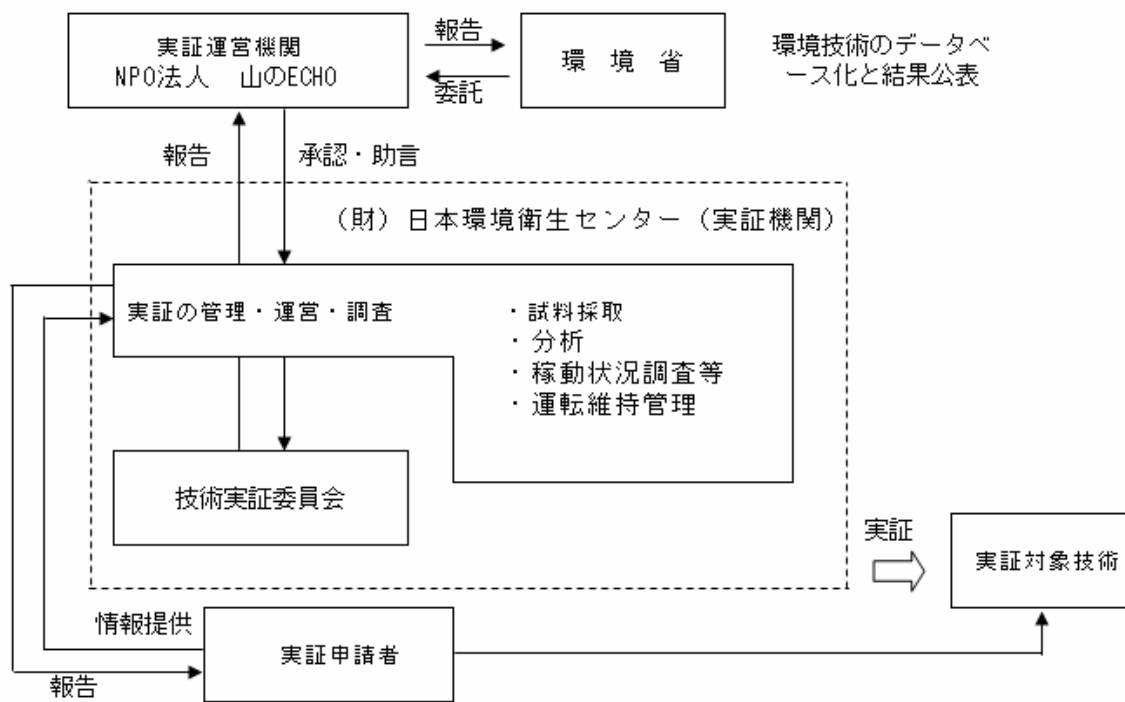 実証運営機関
NPO法人　山のECHO
報告
委託
環　境　省
環境技術のデータベ
ース化と結果公表
報告
承認・助言
（財）日本環境衛生センター（実証機関）
実証の管理・運営・調査
・試料採取
・分析
・稼動状況調査等
・運転維持管理
技術実証委員会
実証
実証対象技術
情報提供
実証申請者
報告